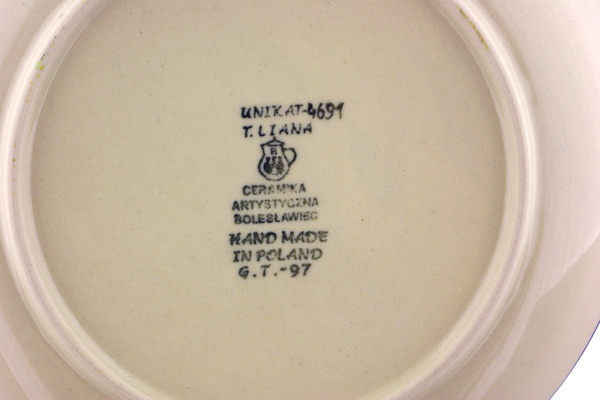 UNIKAT-4691
T. LIANA
B
CERAMIKA
ARTYSTYCZNA
BOLESŁAWIEC
HAND MADE
IN POLAND
G.T.-97